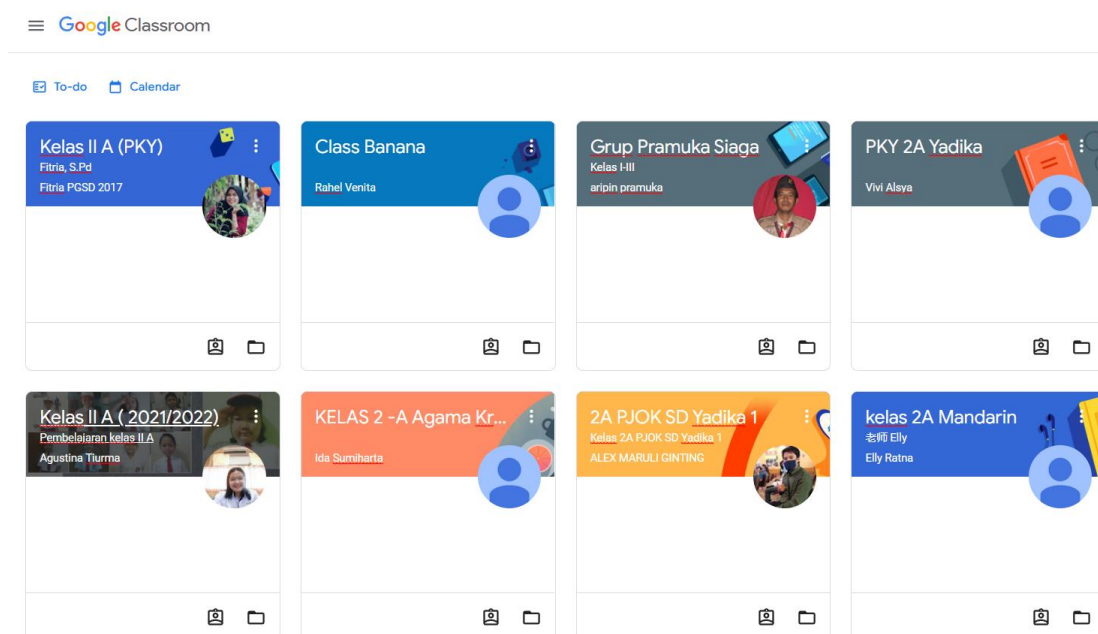 Google Classroom
To-do
Calendar
Kelas II A (PKY)
Fitria, S.Pd
Fitria PGSD 2017
Class Banana
Rahel Venita
Grup Pramuka Siaga
Kelas I-III
aripin pramuka
PKY 2A Yadika
Vivi Alsya
Kelas II A ( 2021/2022)
Pembelajaran kelas II A
Agustina Tiurma
KELAS 2 -A Agama Kr...
Ida Sumiharta
2A PJOK SD Yadika 1
Kelas 2A PJOK SD Yadika 1
ALEX MARULI GINTING
kelas 2A Mandarin
老师 Elly
Elly Ratna